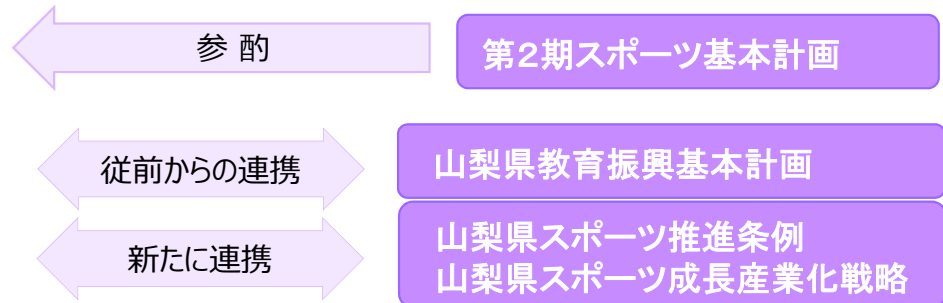 参 酌
第2期スポーツ基本計画
従前からの連携
山梨県教育振興基本計画
新たに連携
山梨県スポーツ推進条例
山梨県スポーツ成長産業化戦略